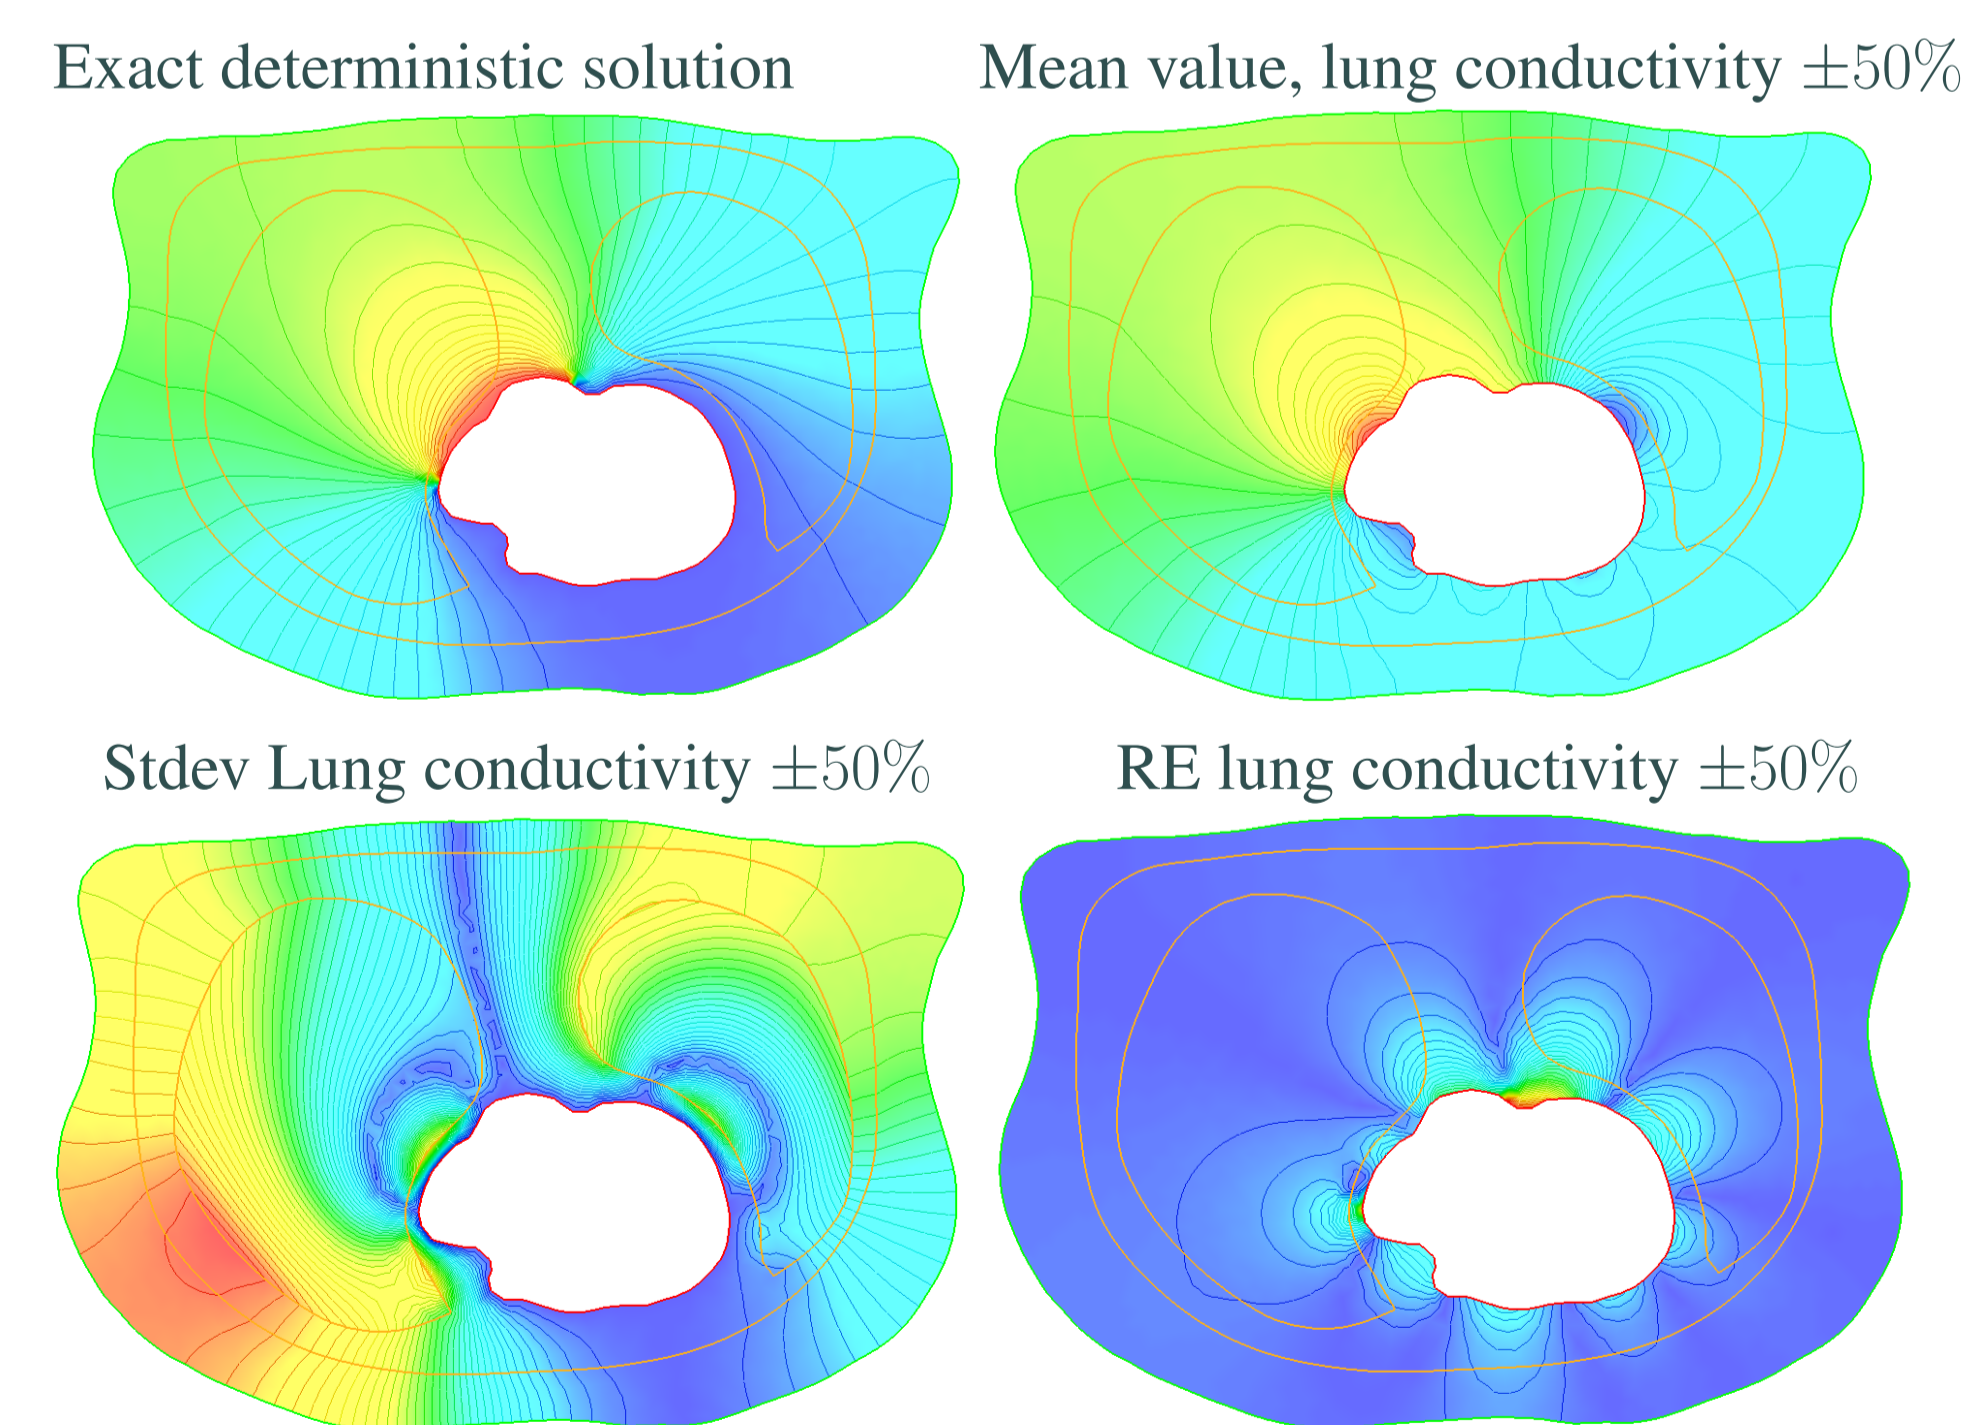 Exact deterministic solution
Mean value, lung conductivity ±50%
Stdev Lung conductivity ±50%
RE lung conductivity ±50%